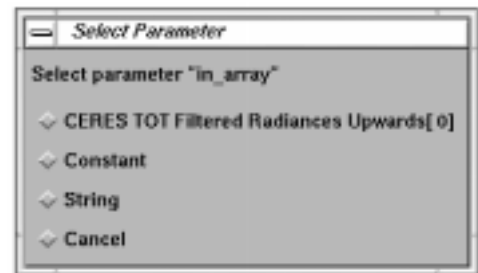 Select Parameter
Select parameter "in_array"
CERES TOT Filtered Radiances Upwards[ 0]
Constant
String
Cancel